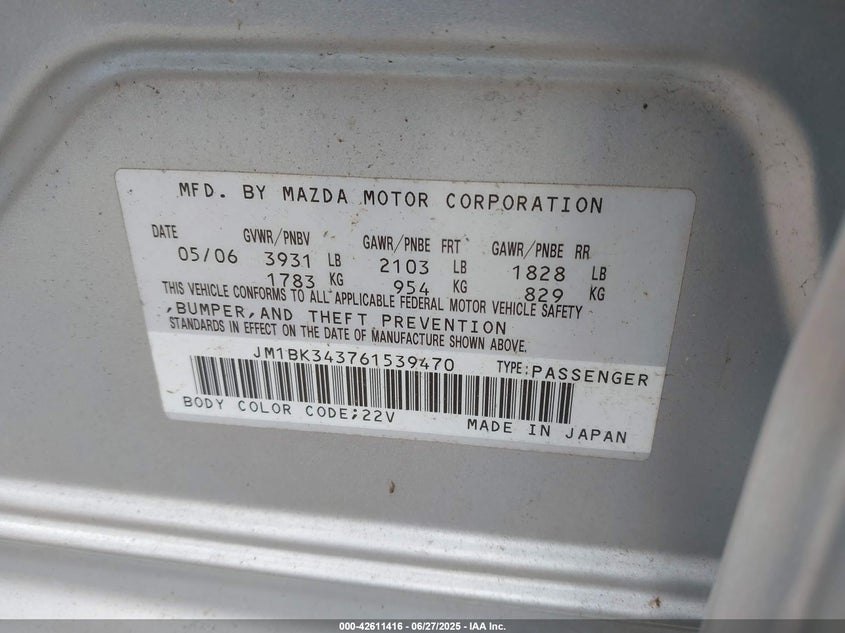 MFD. BY MAZDA MOTOR CORPORATION
DATE GVWR/PNBV GAWR/PNBE FRT GAWR/PNBE RR
05/06 3931 LB 2103 LB 1828 LB
1783 KG 954 KG 829 KG
THIS VEHICLE CONFORMS TO ALL APPLICABLE FEDERAL MOTOR VEHICLE SAFETY
,BUMPER,AND THEFT PREVENTION
STANDARDS IN EFFECT ON THE DATE OF MANUFACTURE SHOWN ABOVE.
JM1BK343761539470 TYPE:PASSENGER
BODY COLOR CODE;22V MADE IN JAPAN
000-42611416 - 06/27/2025 - IAA Inc.